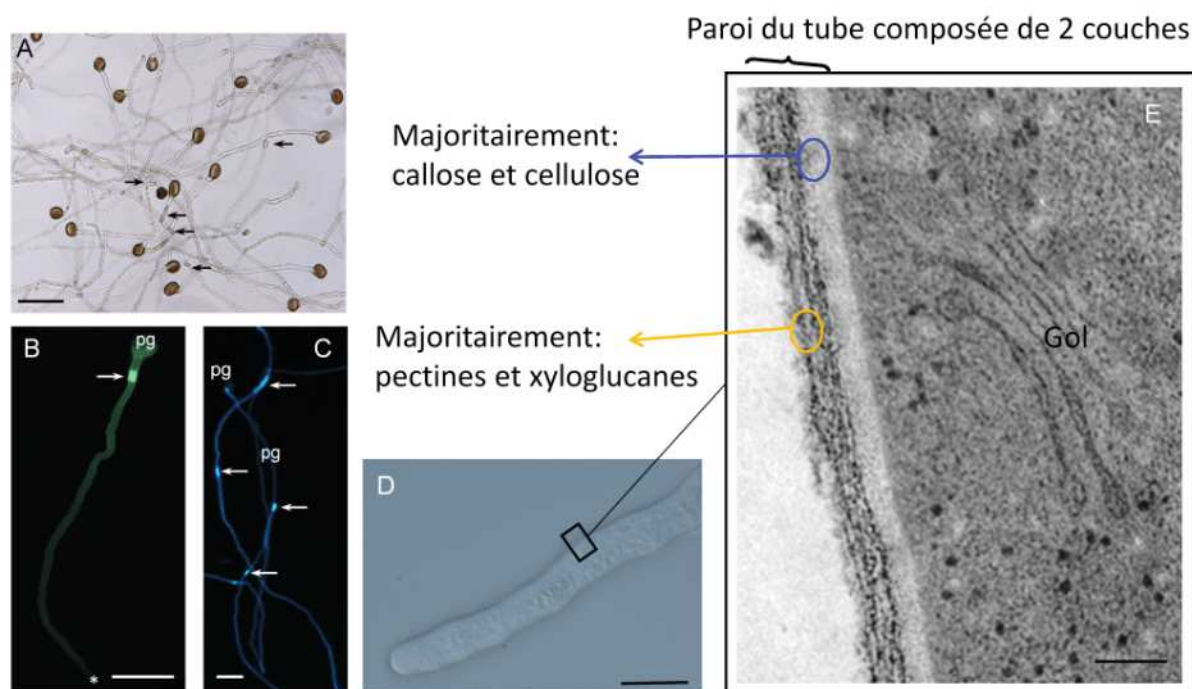 Paroi du tube composée de 2 couches
A
E
Majoritairement:
callose et cellulose
Majoritairement:
pectines et xyloglucanes
Gol
B
pg
C
pg
pg
*
D